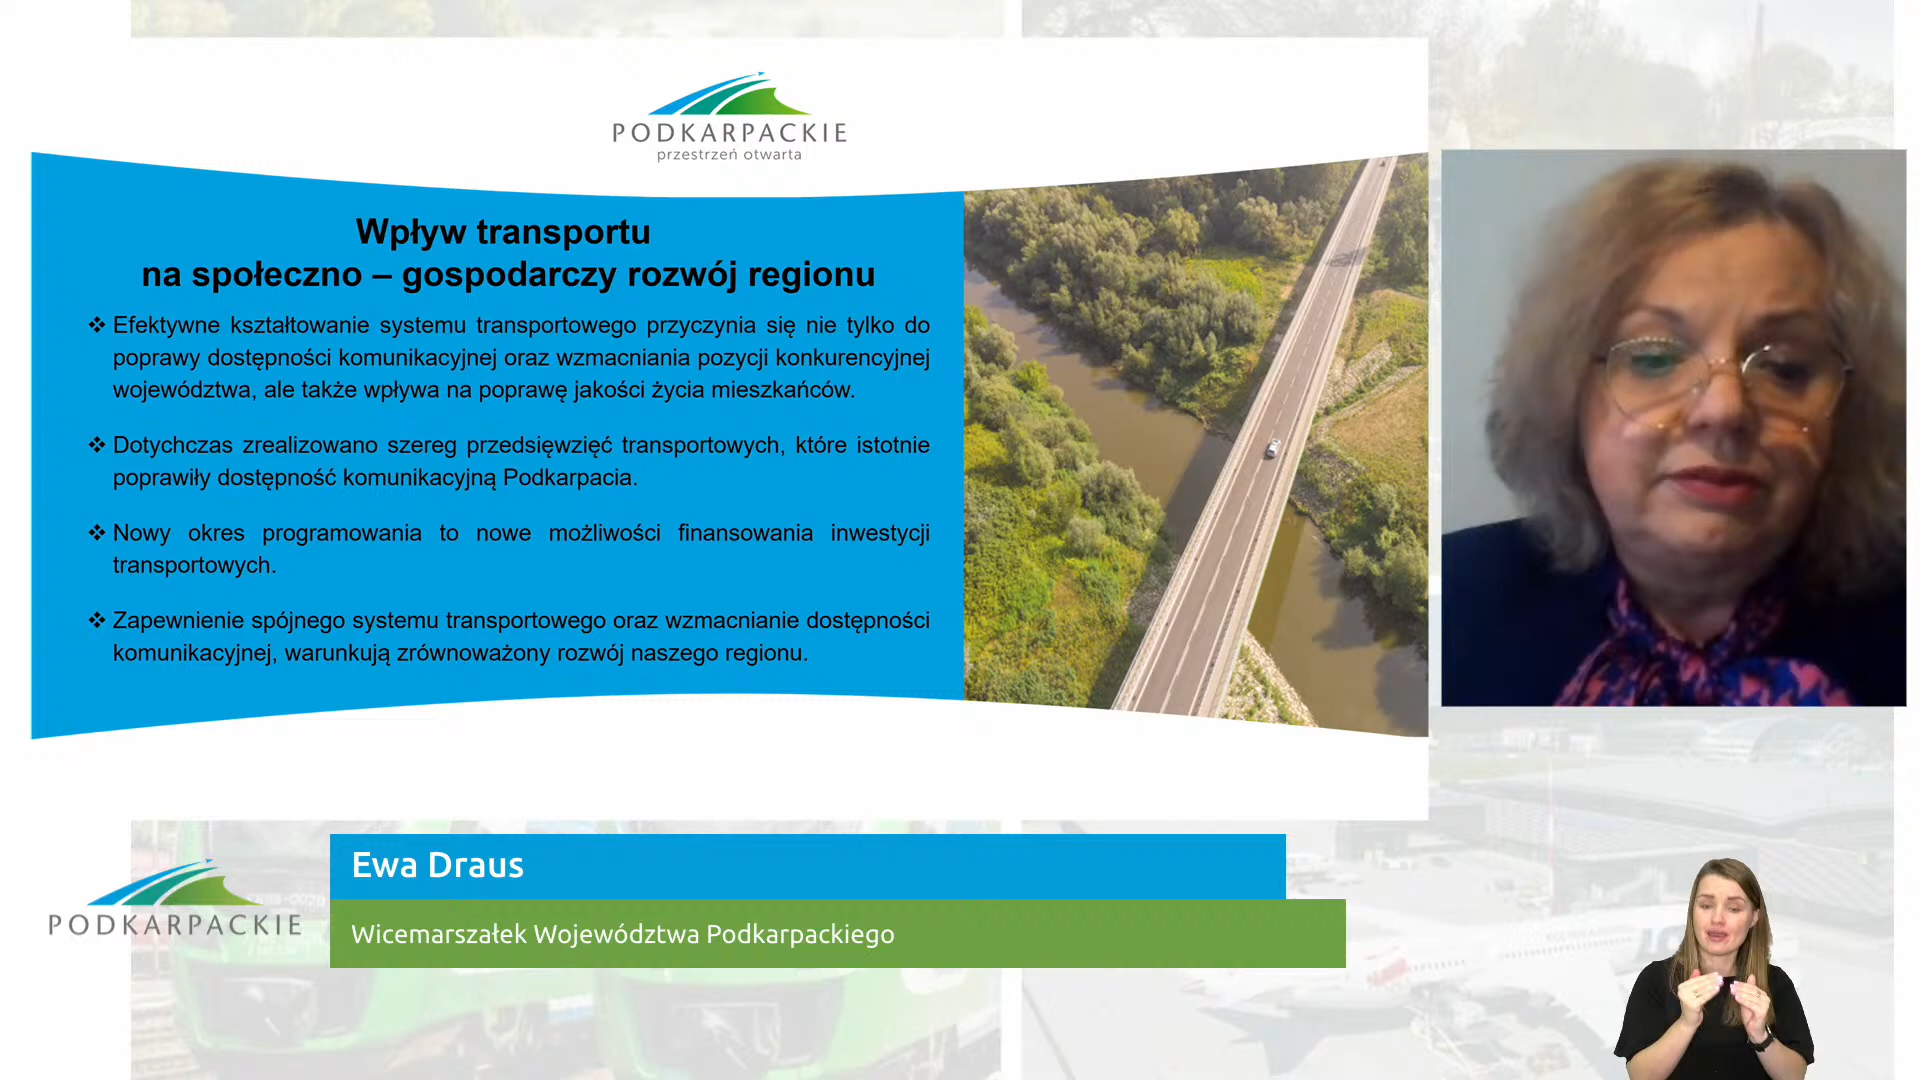 PODKARPACKIE
przestrzeń otwarta
Wpływ transportu
na społeczno – gospodarczy rozwój regionu
❖ Efektywne kształtowanie systemu transportowego przyczynia się nie tylko do
poprawy dostępności komunikacyjnej oraz wzmacniania pozycji konkurencyjnej
województwa, ale także wpływa na poprawę jakości życia mieszkańców.
❖ Dotychczas zrealizowano szereg przedsięwzięć transportowych, które istotnie
poprawiły dostępność komunikacyjną Podkarpacia.
❖ Nowy okres programowania to nowe możliwości finansowania inwestycji
transportowych.
❖ Zapewnienie spójnego systemu transportowego oraz wzmacnianie dostępności
komunikacyjnej, warunkują zrównoważony rozwój naszego regionu.
PODKARPACKIE
Ewa Draus
Wicemarszałek Województwa Podkarpackiego